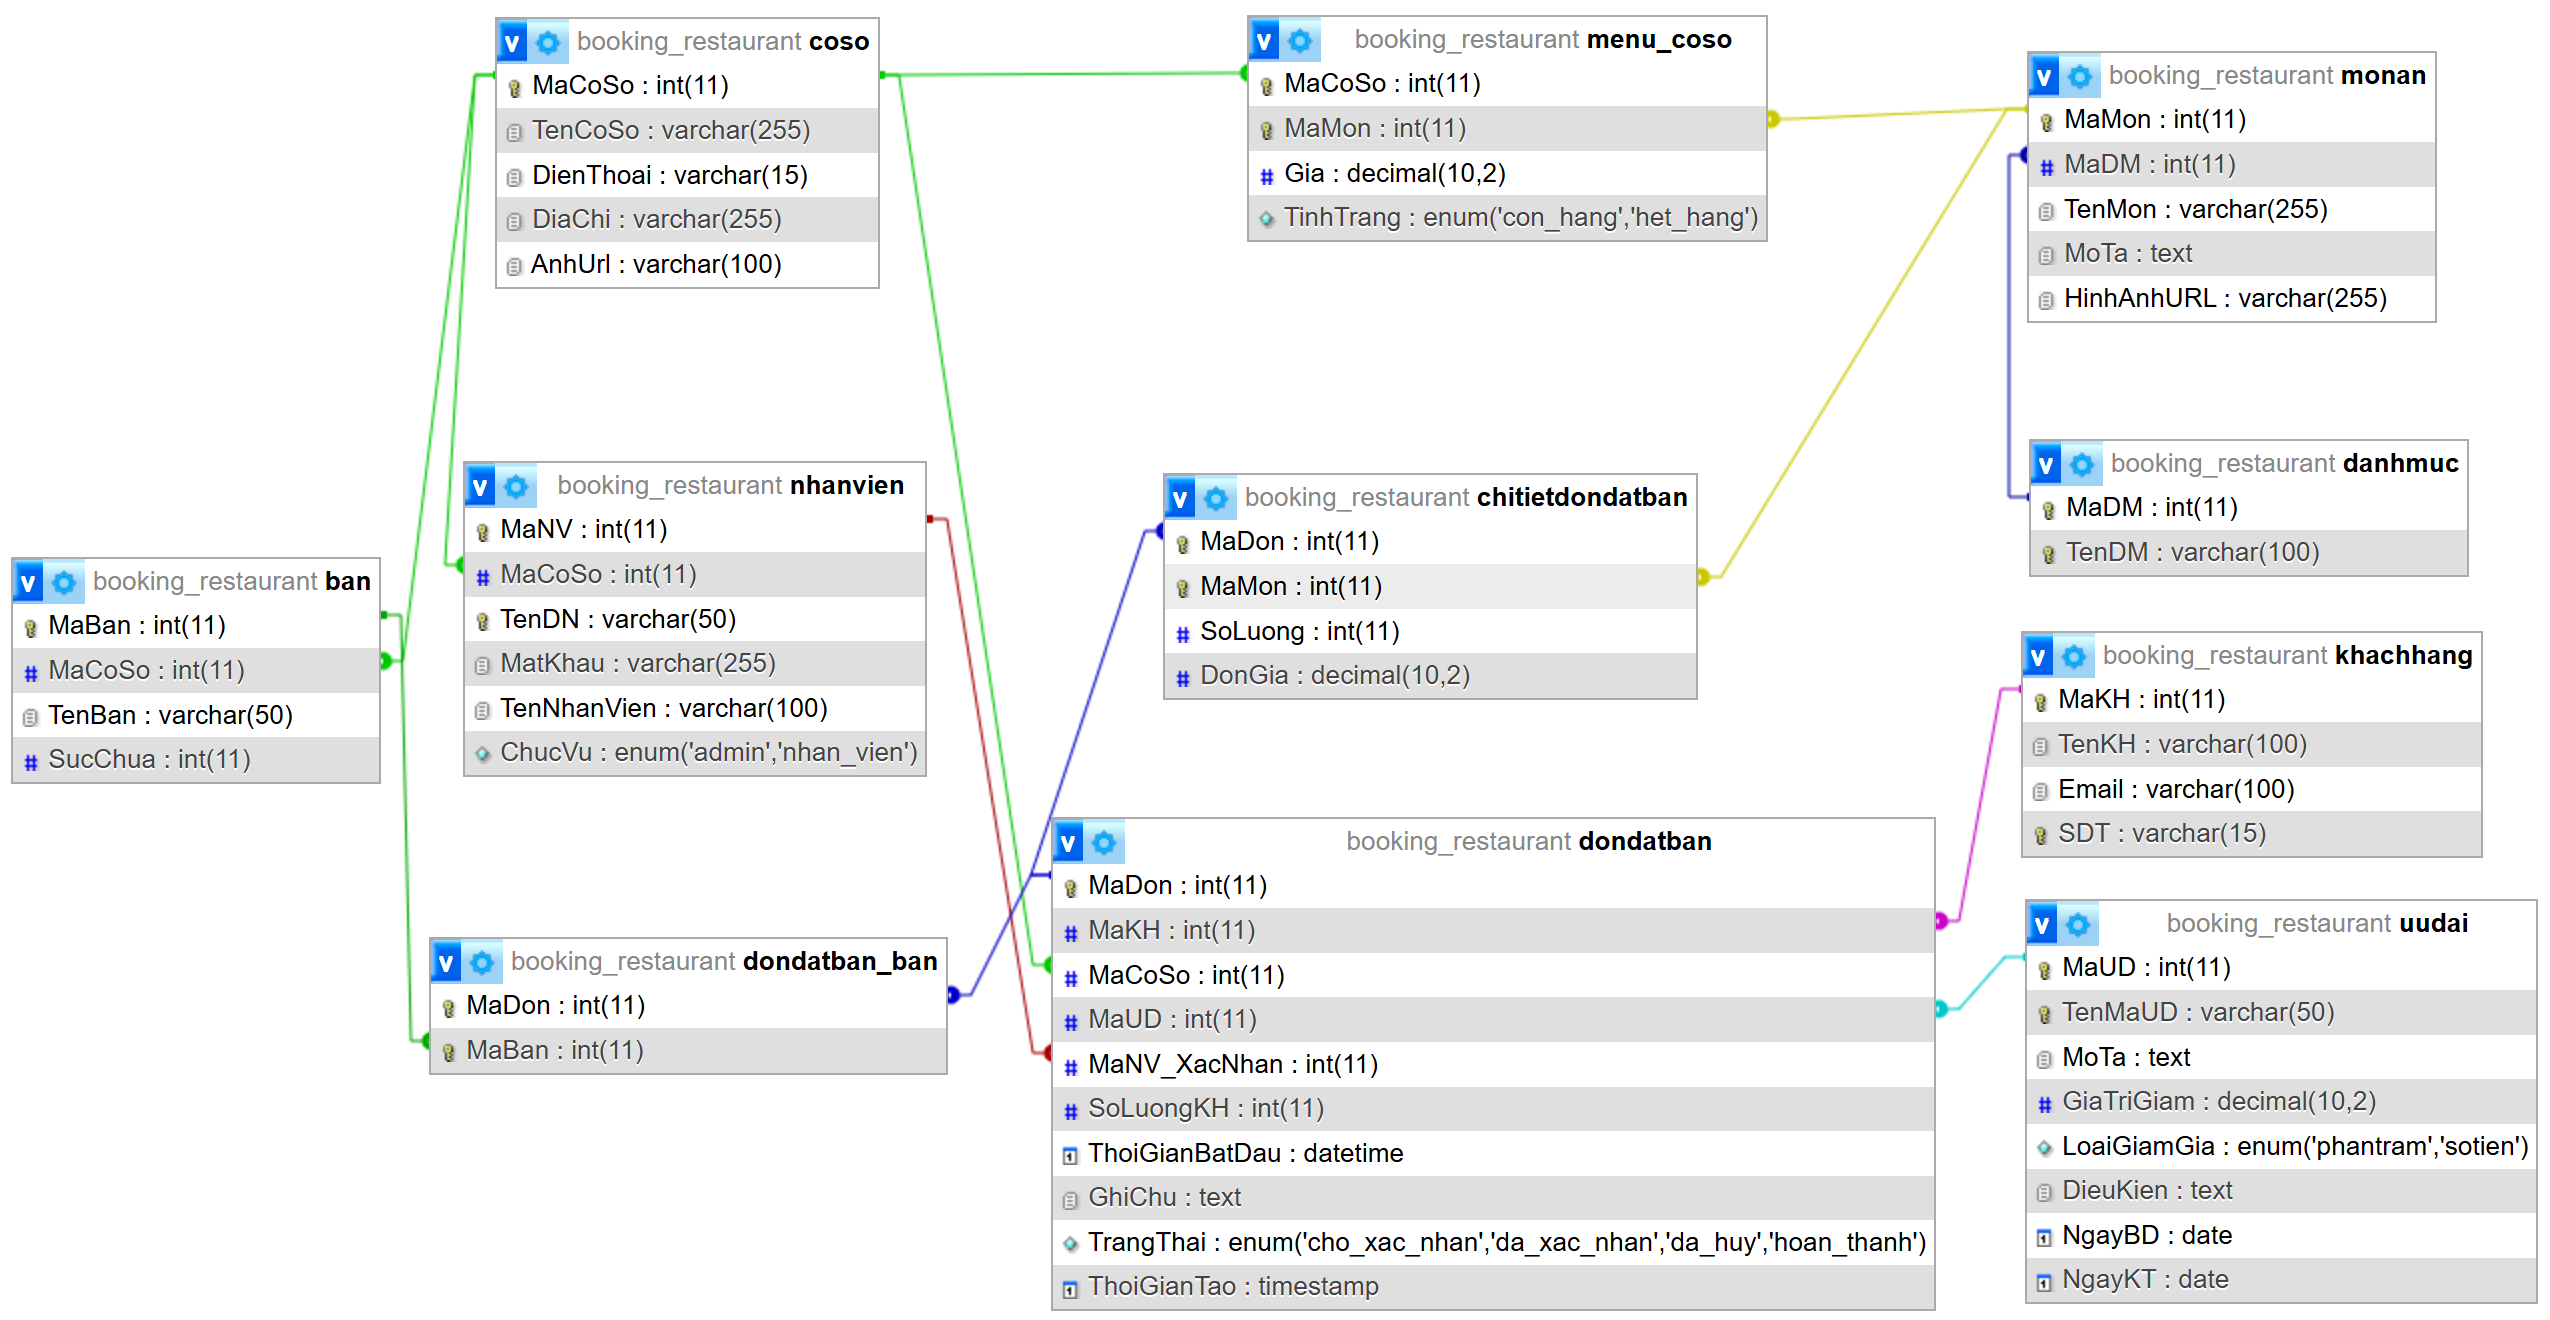 booking_restaurant coso
MaCoSo : int(11)
TenCoSo : varchar(255)
DienThoai : varchar(15)
DiaChi : varchar(255)
AnhUrl : varchar(100)
booking_restaurant menu_coso
MaCoSo : int(11)
MaMon : int(11)
Gia : decimal(10,2)
TinhTrang : enum('con_hang','het_hang')
booking_restaurant monan
MaMon : int(11)
MaDM : int(11)
TenMon : varchar(255)
MoTa : text
HinhAnhURL : varchar(255)
booking_restaurant ban
MaBan : int(11)
MaCoSo : int(11)
TenBan : varchar(50)
SucChua : int(11)
booking_restaurant nhanvien
MaNV : int(11)
MaCoSo : int(11)
TenDN : varchar(50)
MatKhau : varchar(255)
TenNhanVien : varchar(100)
ChucVu : enum('admin','nhan_vien')
booking_restaurant chitietdondatban
MaDon : int(11)
MaMon : int(11)
SoLuong : int(11)
DonGia : decimal(10,2)
booking_restaurant danhmuc
MaDM : int(11)
TenDM : varchar(100)
booking_restaurant khachhang
MaKH : int(11)
TenKH : varchar(100)
Email : varchar(100)
SDT : varchar(15)
booking_restaurant dondatban_ban
MaDon : int(11)
MaBan : int(11)
booking_restaurant dondatban
MaDon : int(11)
MaKH : int(11)
MaCoSo : int(11)
MaUD : int(11)
MaNV_XacNhan : int(11)
SoLuongKH : int(11)
ThoiGianBatDau : datetime
GhiChu : text
TrangThai : enum('cho_xac_nhan','da_xac_nhan','da_huy','hoan_thanh')
ThoiGianTao : timestamp
booking_restaurant uudai
MaUD : int(11)
TenMaUD : varchar(50)
MoTa : text
GiaTriGiam : decimal(10,2)
LoaiGiamGia : enum('phantram','sotien')
DieuKien : text
NgayBD : date
NgayKT : date